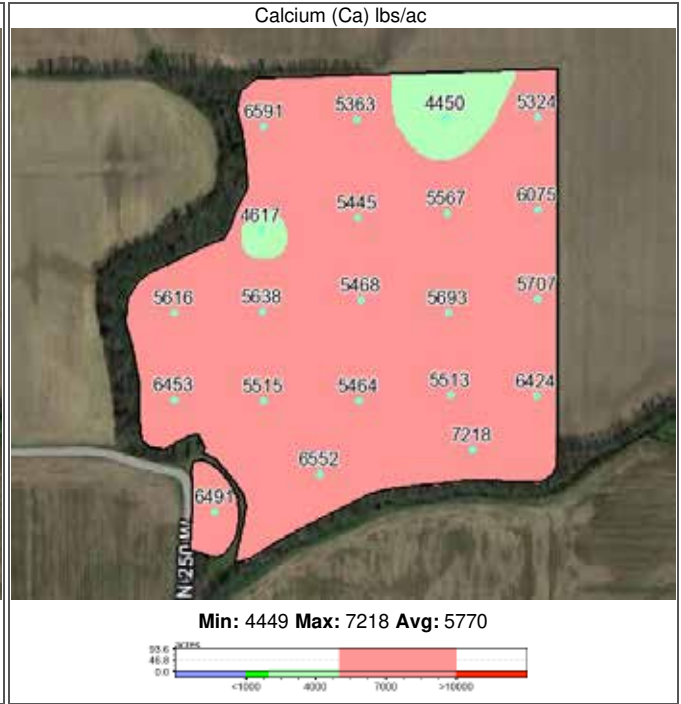 Calcium (Ca) lbs/ac
6591 5363 4450 5324
4617 5445 5567 6075
5616 5638 5468 5693 5707
6453 5515 5464 5513 6424
7218
6552
6491
N 250 W
Min: 4449 Max: 7218 Avg: 5770
acres
93.6
46.8
0.0
<1000 4000 7000 >10000